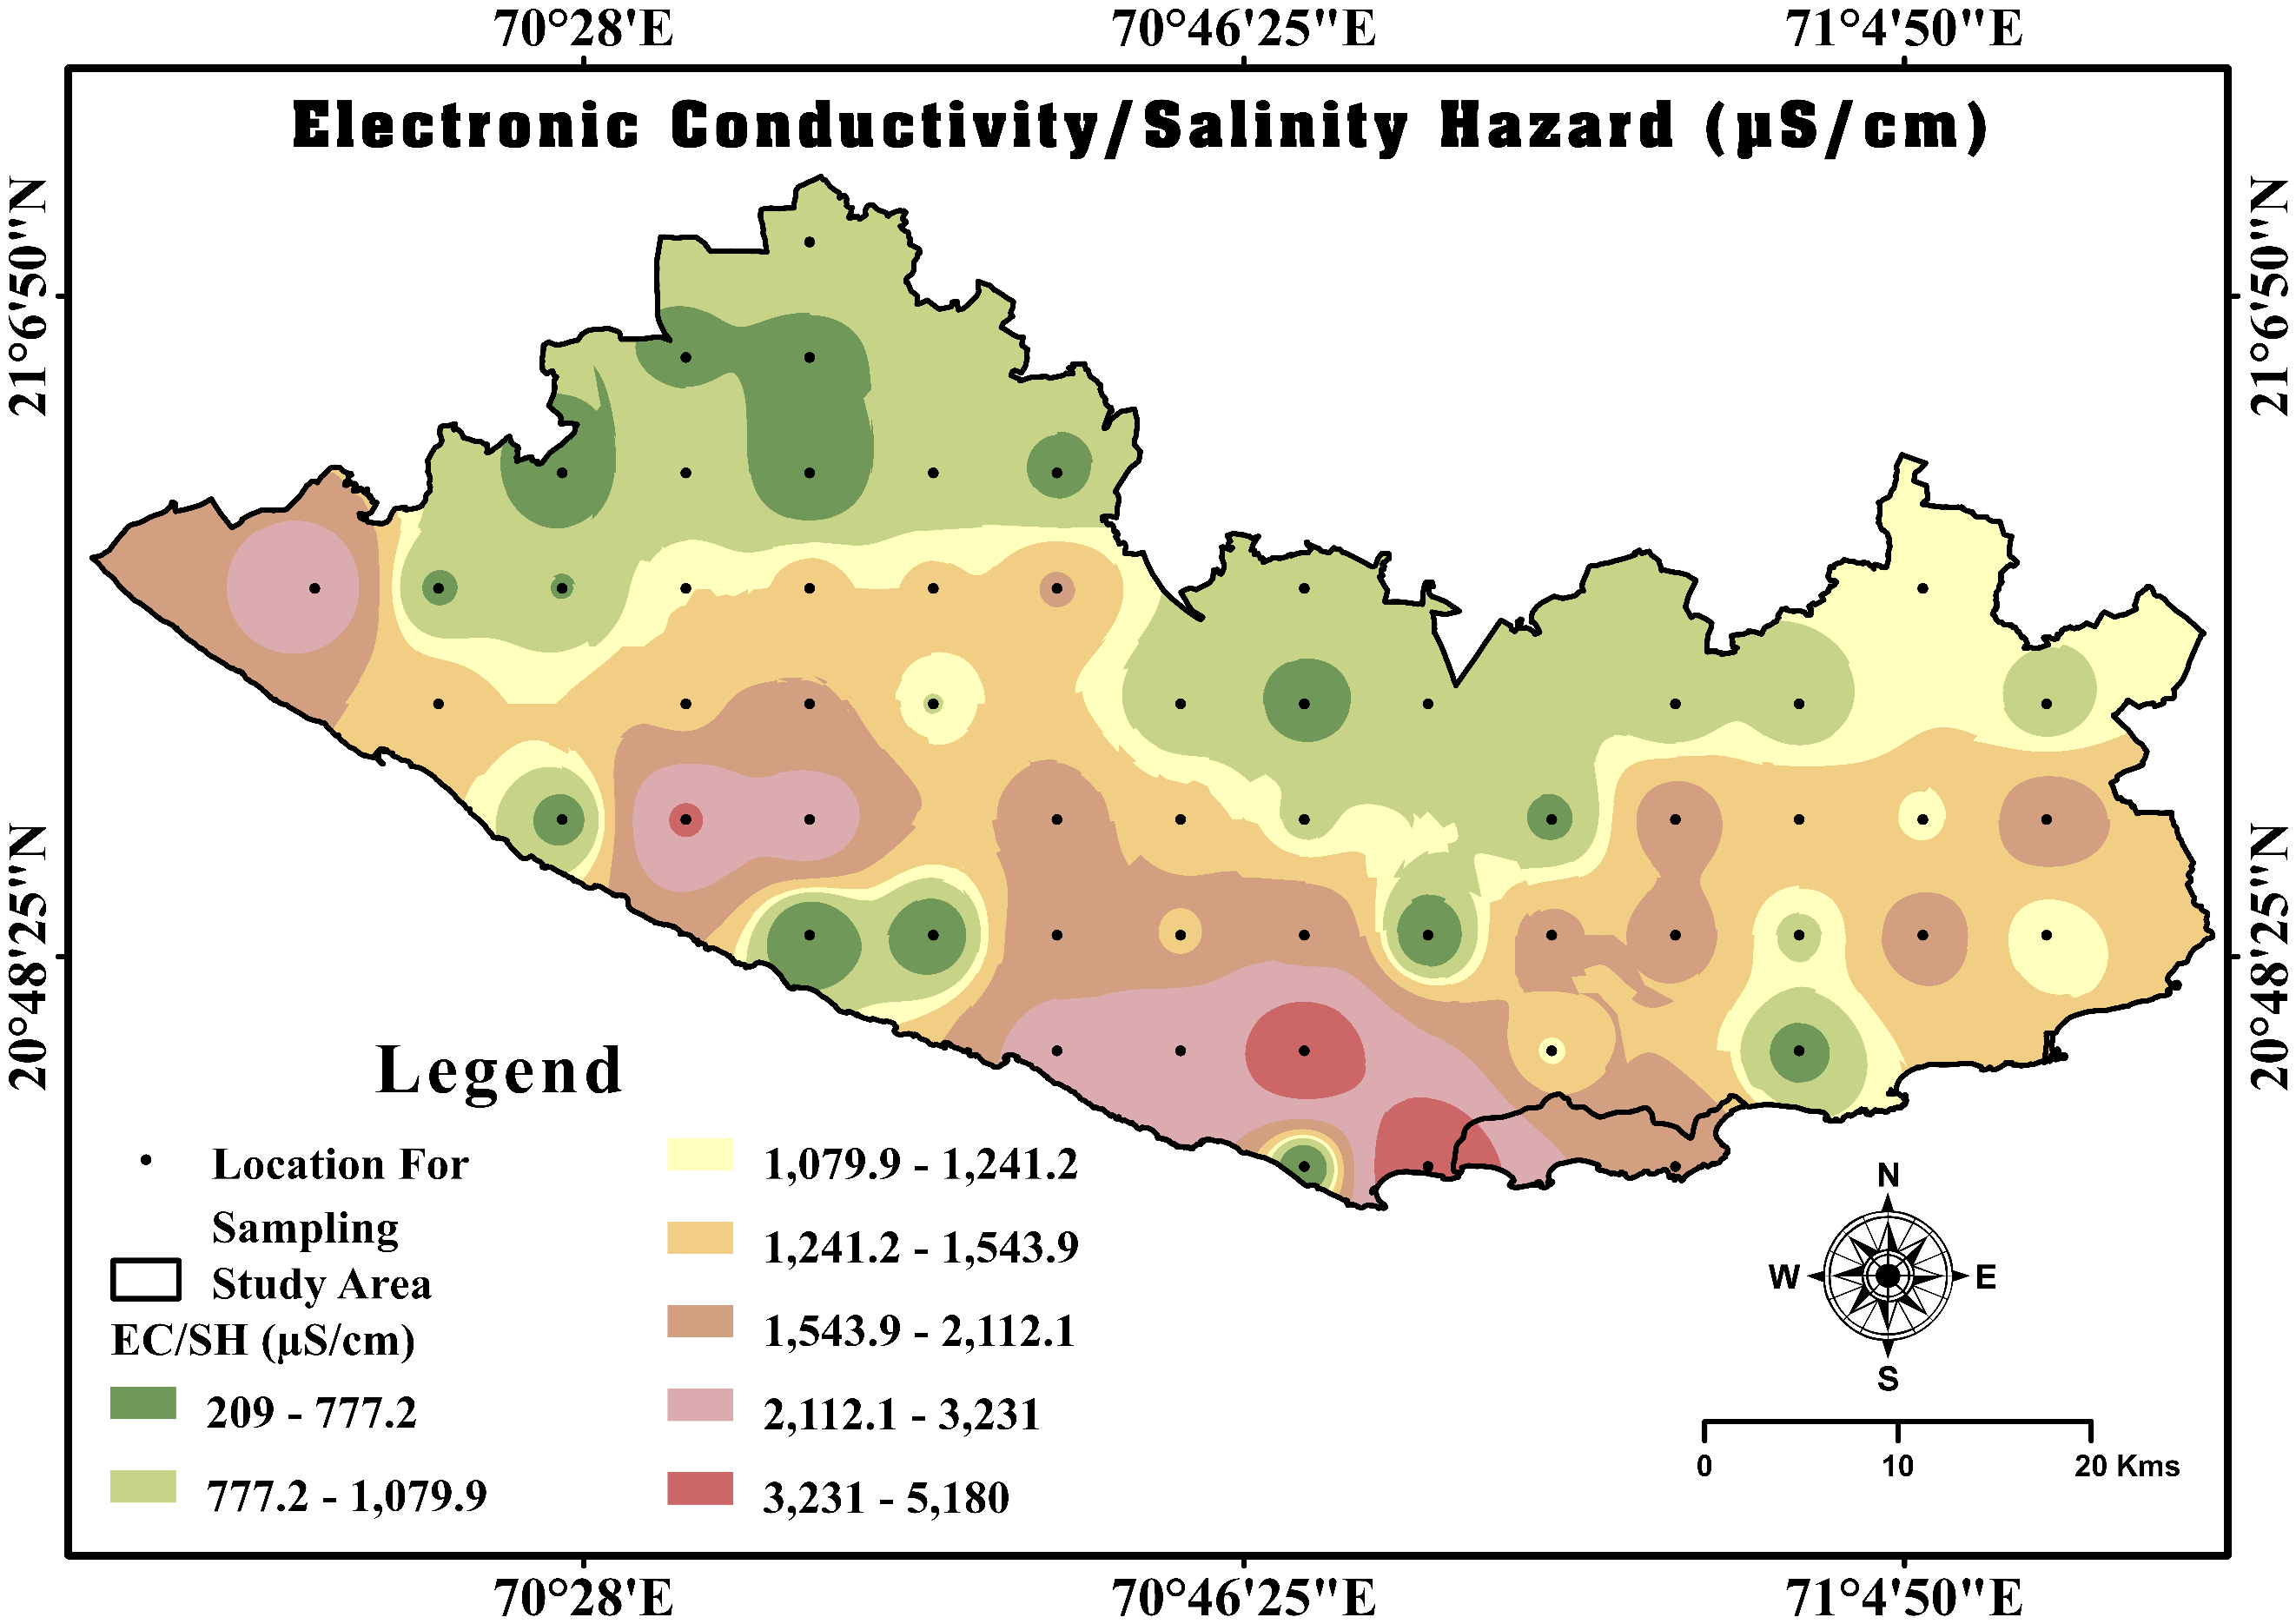 70°28'E 70°46'25"E 71°4'50"E
Electronic Conductivity/Salinity Hazard (µS/cm)
21°6'50"N
21°6'50"N
20°48'25"N
20°48'25"N
Legend
Location For
Sampling
Study Area
EC/SH (µS/cm)
209 - 777.2
777.2 - 1,079.9
1,079.9 - 1,241.2
1,241.2 - 1,543.9
1,543.9 - 2,112.1
2,112.1 - 3,231
3,231 - 5,180
N
W E
S
0 10 20 Kms
70°28'E 70°46'25"E 71°4'50"E